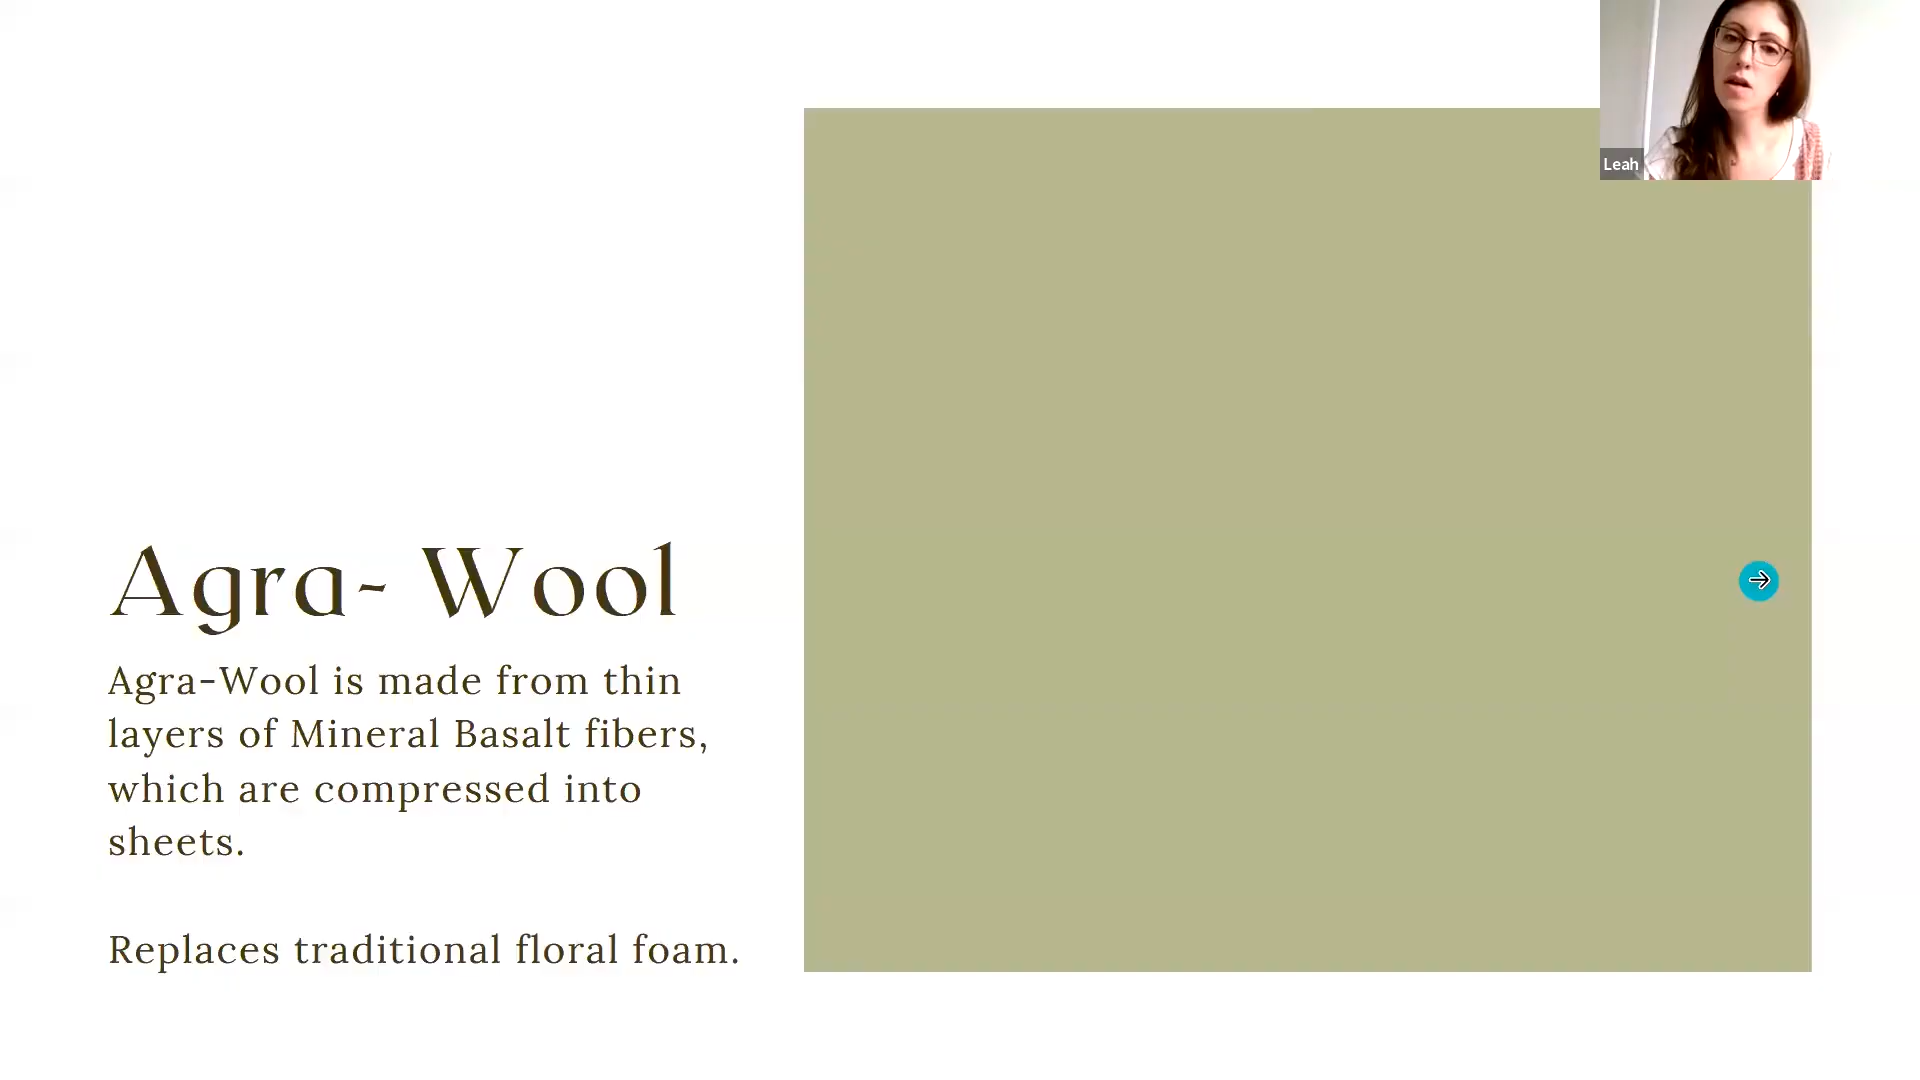 Leah
Agra- Wool
Agra-Wool is made from thin
layers of Mineral Basalt fibers,
which are compressed into
sheets.
Replaces traditional floral foam.